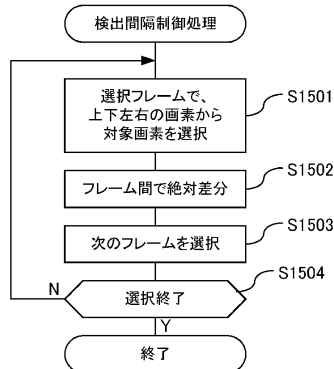 検出間隔制御処理
選択フレームで、
上下左右の画素から
対象画素を選択
S1501
フレーム間で絶対差分
S1502
次のフレームを選択
S1503
選択終了
S1504
N
Y
終了